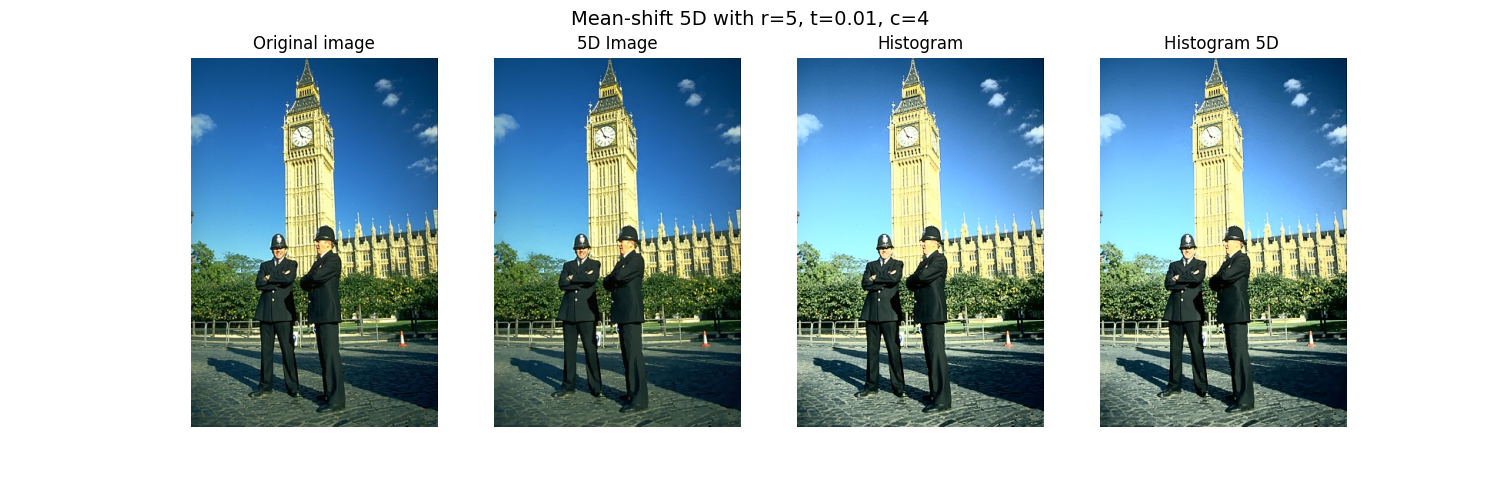 Mean-shift 5D with r=5, t=0.01, c=4
Original image
5D Image
Histogram
Histogram 5D